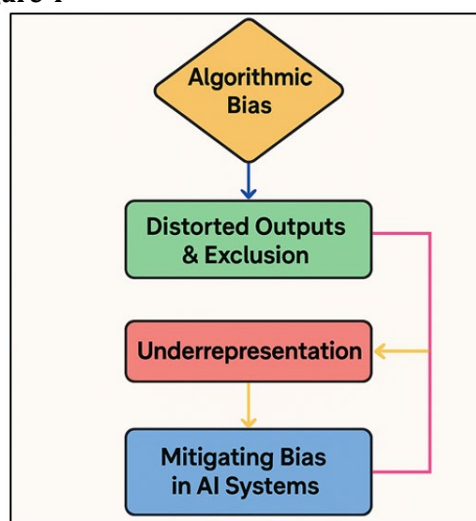 Algorithmic
Bias
Distorted Outputs
& Exclusion
Underrepresentation
Mitigating Bias
in AI Systems